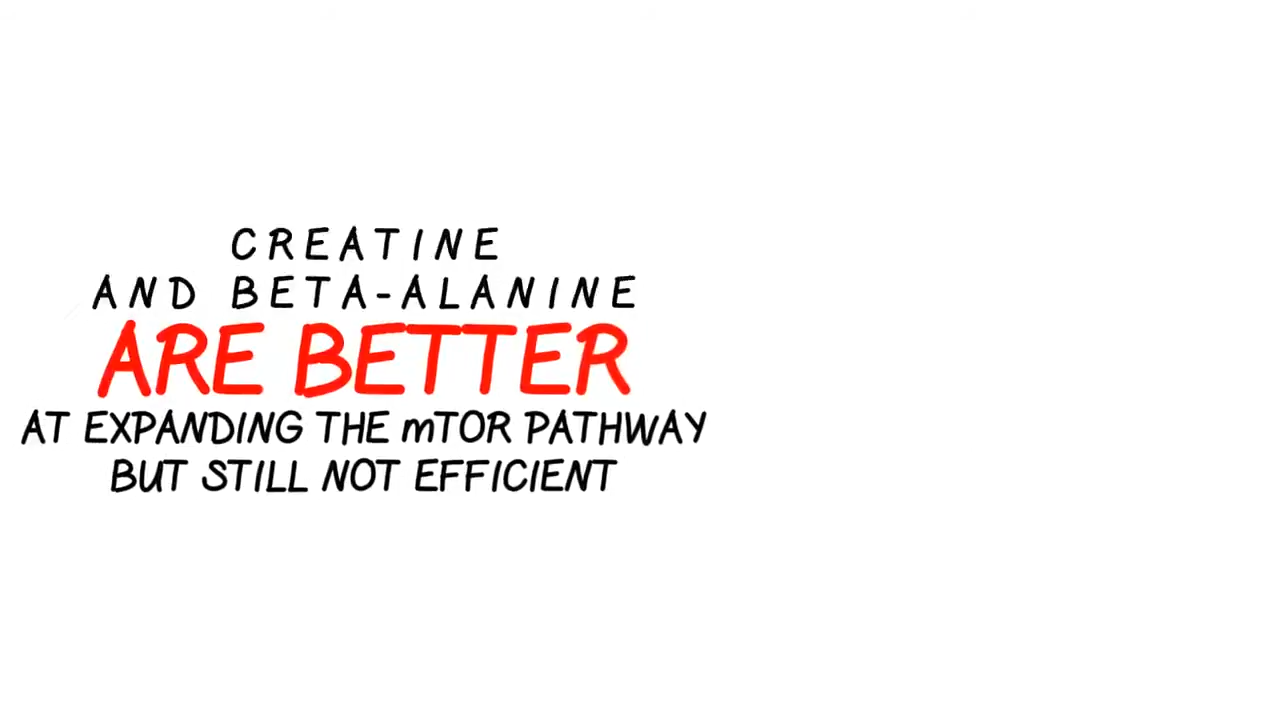 CREATINE
AND BETA-ALANINE
ARE BETTER
AT EXPANDING THE mTOR PATHWAY
BUT STILL NOT EFFICIENT